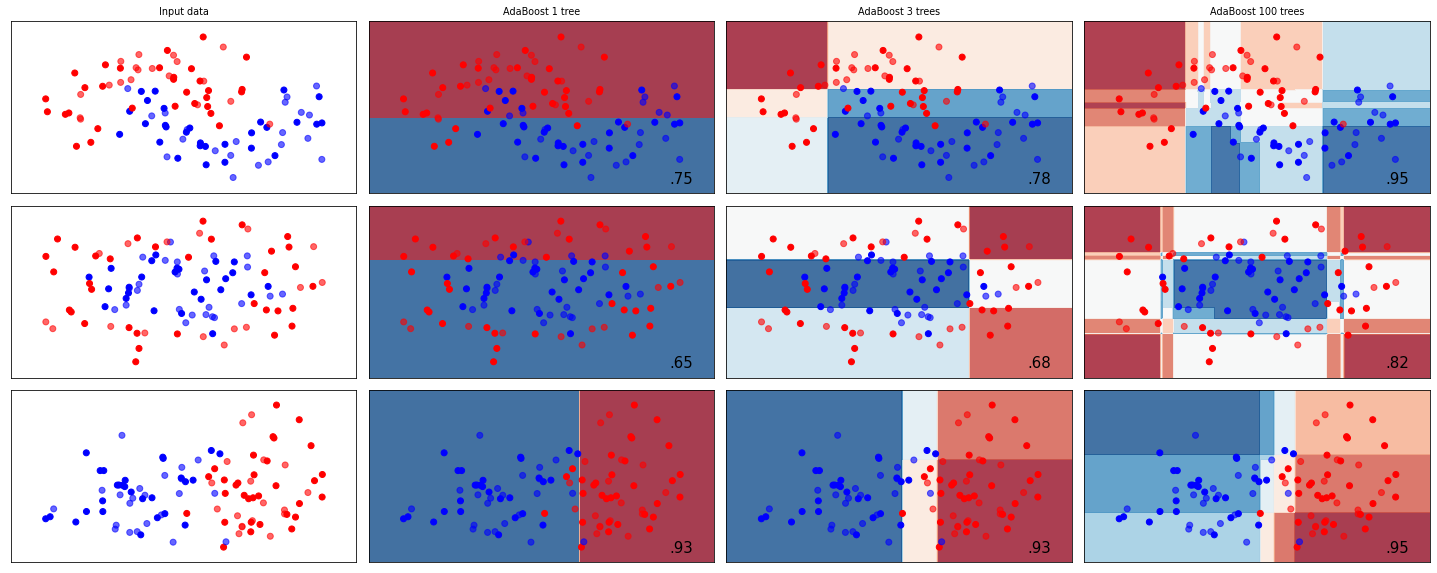 Input data
AdaBoost 1 tree
AdaBoost 3 trees
AdaBoost 100 trees
.75
.78
.95
.65
.68
.82
.93
.93
.95